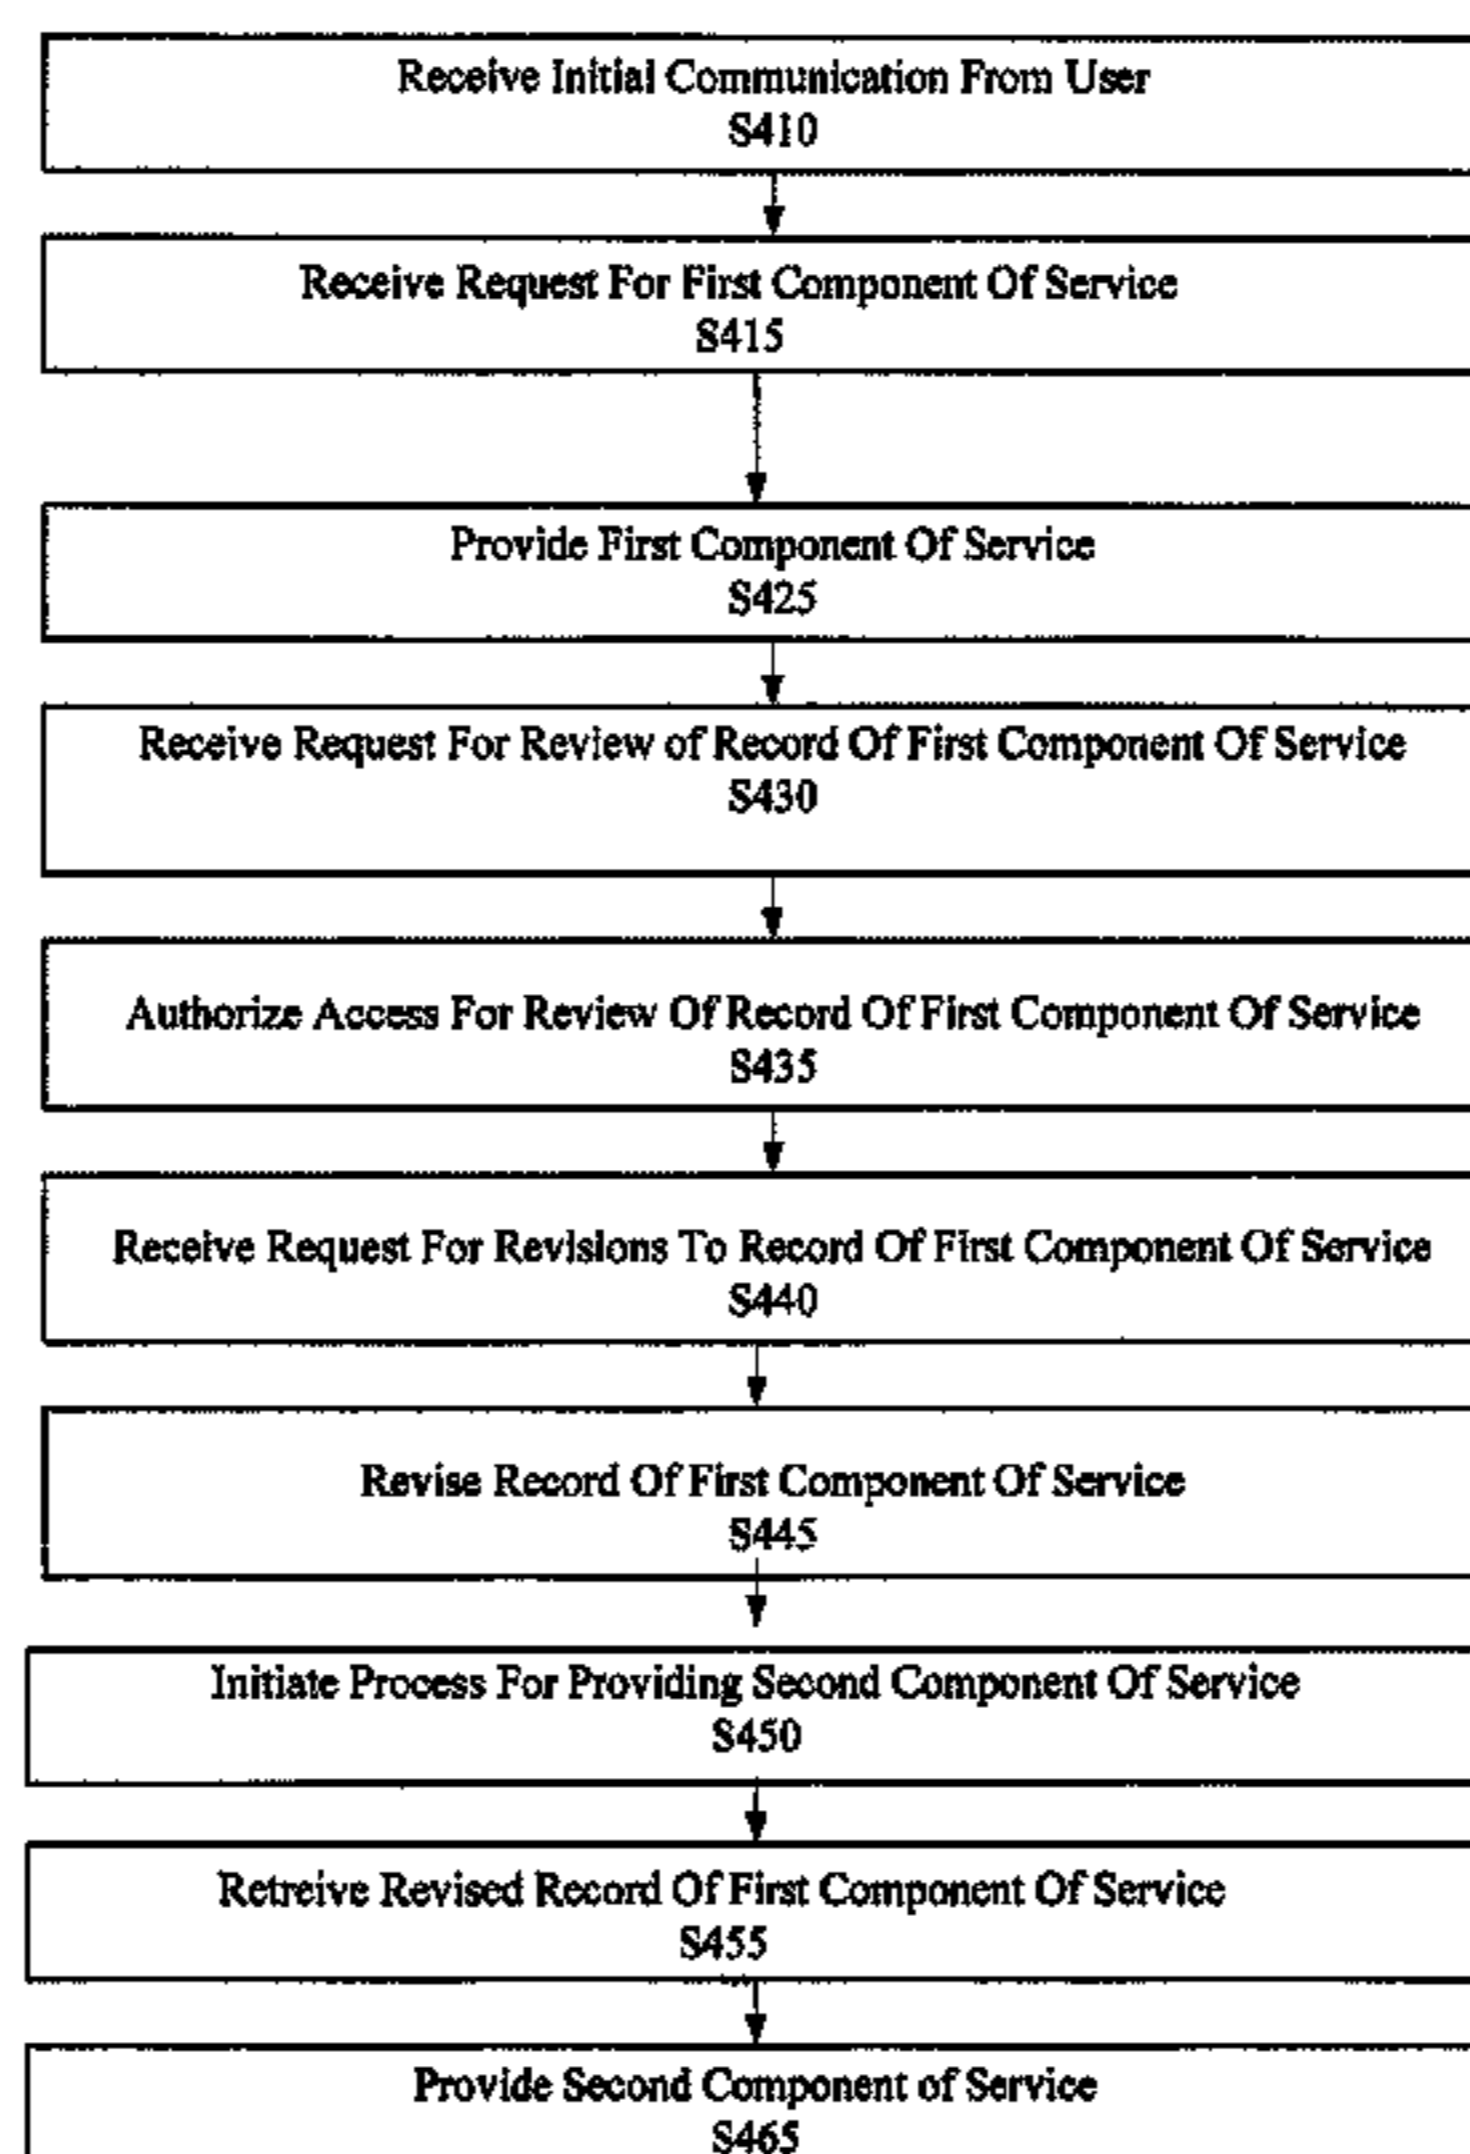 Receive Initial Communication From User
S410
Receive Request For First Component Of Service
S415
Provide First Component Of Service
S425
Receive Request For Review of Record Of First Component Of Service
S430
Authorize Access For Review Of Record Of First Component Of Service
S435
Receive Request For Revisions To Record Of First Component Of Service
S440
Revise Record Of First Component Of Service
S445
Initiate Process For Providing Second Component Of Service
S450
Retreive Revised Record Of First Component Of Service
S455
Provide Second Component of Service
S465